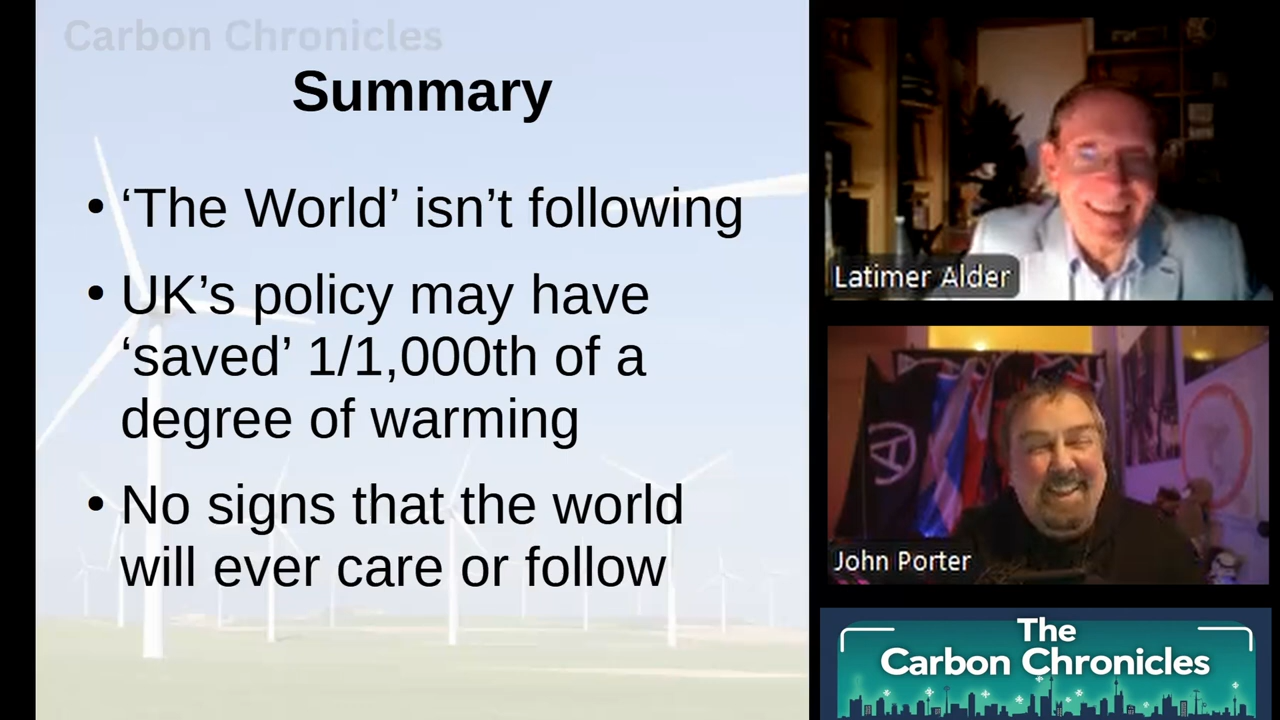 Carbon Chronicles
Summary
• ‘The World’ isn’t following
• UK’s policy may have
‘saved’ 1/1,000th of a
degree of warming
• No signs that the world
will ever care or follow
Latimer Alder
John Porter
The
Carbon Chronicles